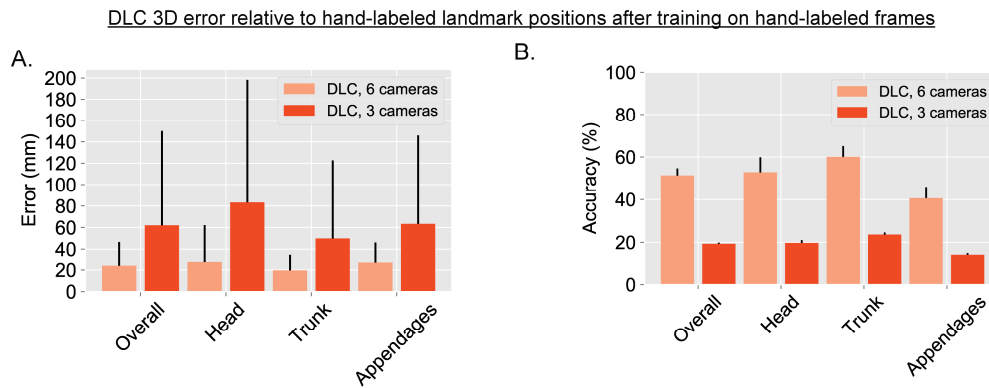 DLC 3D error relative to hand-labeled landmark positions after training on hand-labeled frames
A.
Error (mm)
200
180
160
140
120
100
80
60
40
20
0
DLC, 6 cameras
DLC, 3 cameras
Overall
Head
Trunk
Appendages
B.
Accuracy (%)
100
80
60
40
20
0
DLC, 6 cameras
DLC, 3 cameras
Overall
Head
Trunk
Appendages